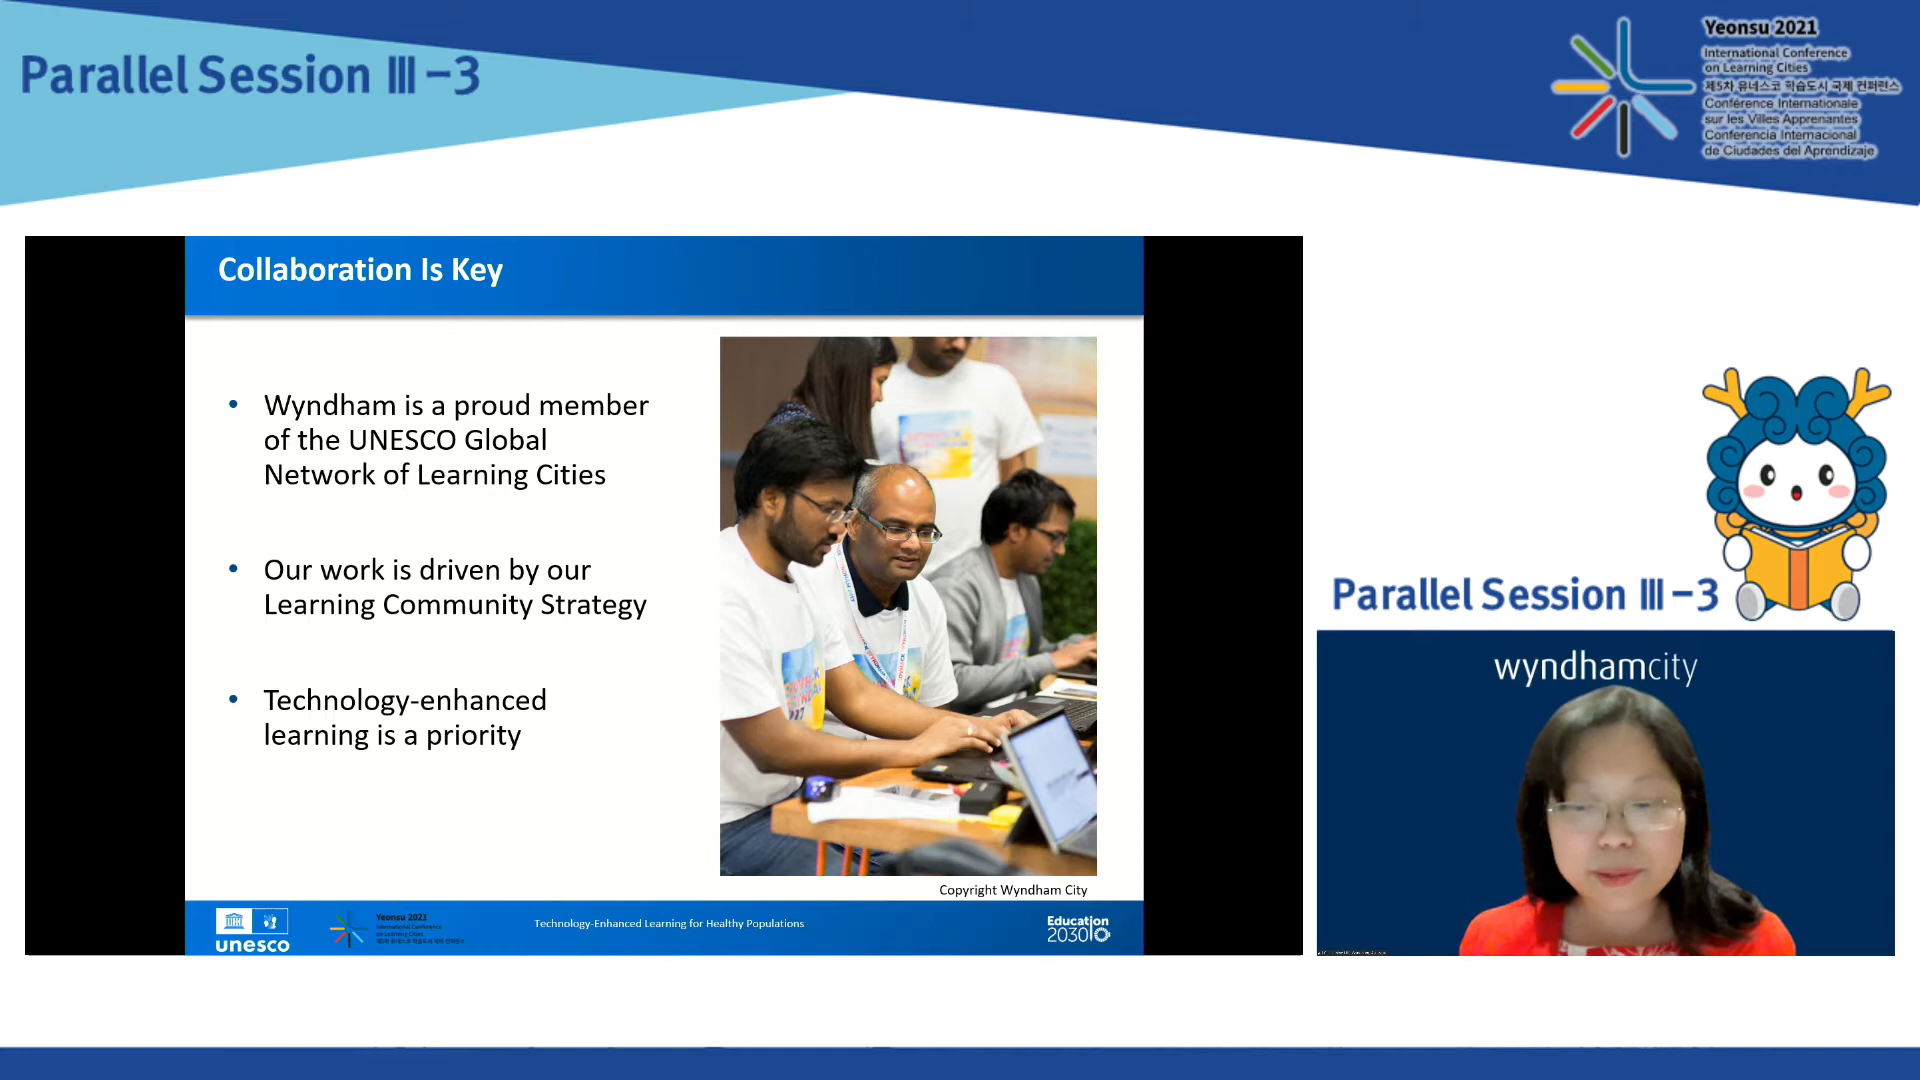 Parallel Session Ⅲ-3
Yeonsu 2021
International Conference
on Learning Cities
제5차 유네스코 학습도시 국제 컨퍼런스
Conférence Internationale
sur les Villes Apprenantes
Conferencia Internacional
de Ciudades del Aprendizaje
Collaboration Is Key
• Wyndham is a proud member
of the UNESCO Global
Network of Learning Cities
• Our work is driven by our
Learning Community Strategy
• Technology-enhanced
learning is a priority
Copyright Wyndham City
unesco
Yeonsu 2021
International Conference
on Learning Cities
제5차 유네스코 학습도시 국제 컨퍼런스
Technology-Enhanced Learning for Healthy Populations
Education
2030
Parallel Session Ⅲ-3
wyndhamcity